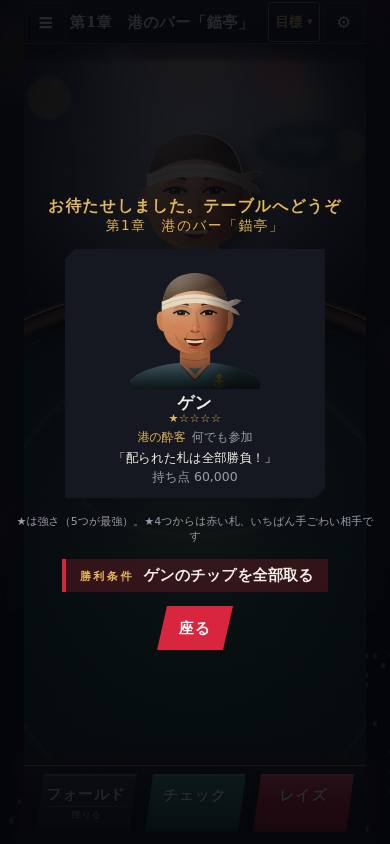 ☰ 第1章 港のバー「錨亭」 目標 ▾ ⚙
お待たせしました。テーブルへどうぞ
第1章 港のバー「錨亭」
ゲン
★☆☆☆☆
港の酔客 何でも参加
「配られた札は全部勝負！」
持ち点 60,000
★は強さ（5つが最強）。★4つからは赤い札、いちばん手ごわい相手で
す
勝利条件 ゲンのチップを全部取る
座る
フォールド チェック レイズ
降りる